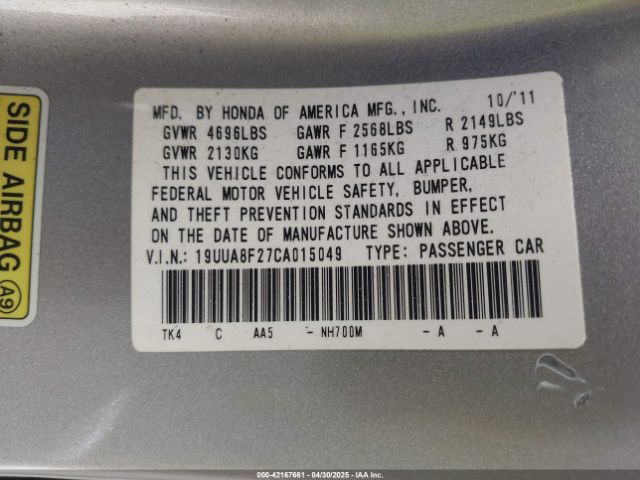 SIDE AIRBAG A9
MFD. BY HONDA OF AMERICA MFG., INC. 10/'11
GVWR 4696LBS GAWR F 2568LBS R 2149LBS
GVWR 2130KG GAWR F 1165KG R 975KG
THIS VEHICLE CONFORMS TO ALL APPLICABLE
FEDERAL MOTOR VEHICLE SAFETY, BUMPER,
AND THEFT PREVENTION STANDARDS IN EFFECT
ON THE DATE OF MANUFACTURE SHOWN ABOVE.
V.I.N.: 19UUA8F27CA015049 TYPE: PASSENGER CAR
TK4 C AA5 - NH700M - A - A
000-42167661 - 04/30/2025 - IAAI.COM